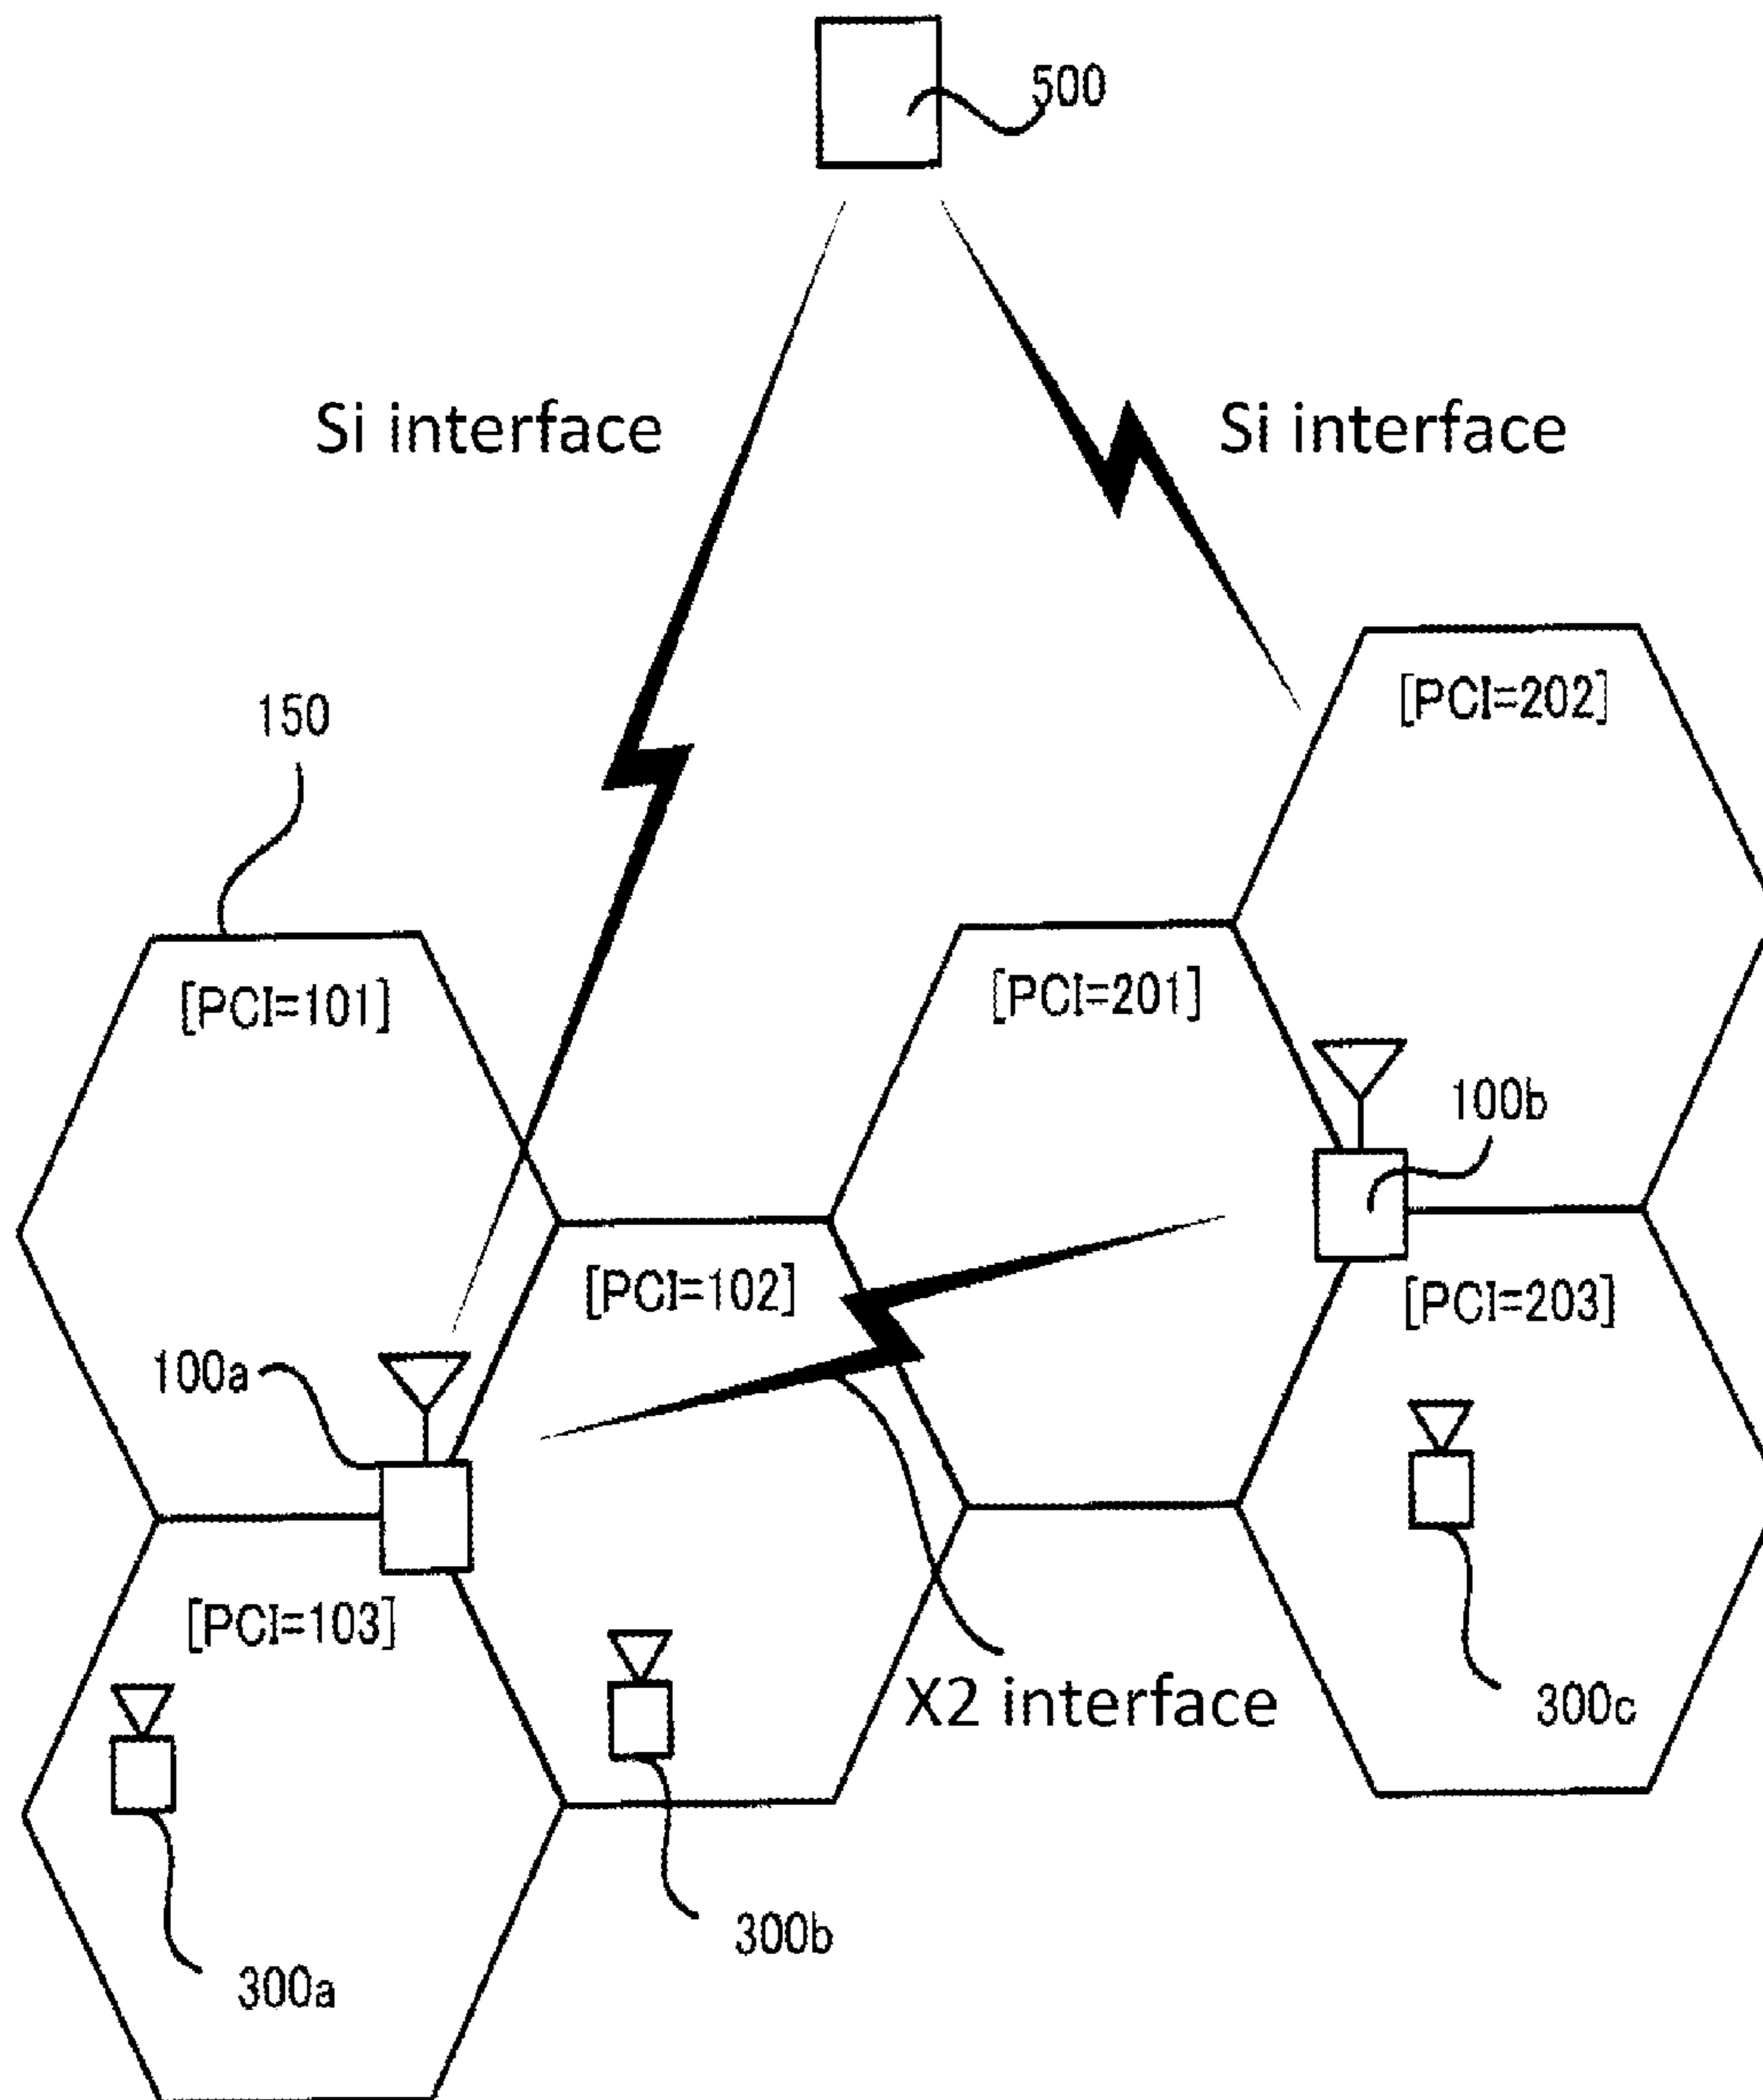 500
Si interface
Si interface
[PCI=202]
150
[PCI=101]
[PCI=201]
100b
[PCI=102]
[PCI=203]
100a
[PCI=103]
X2 interface
300c
300b
300a